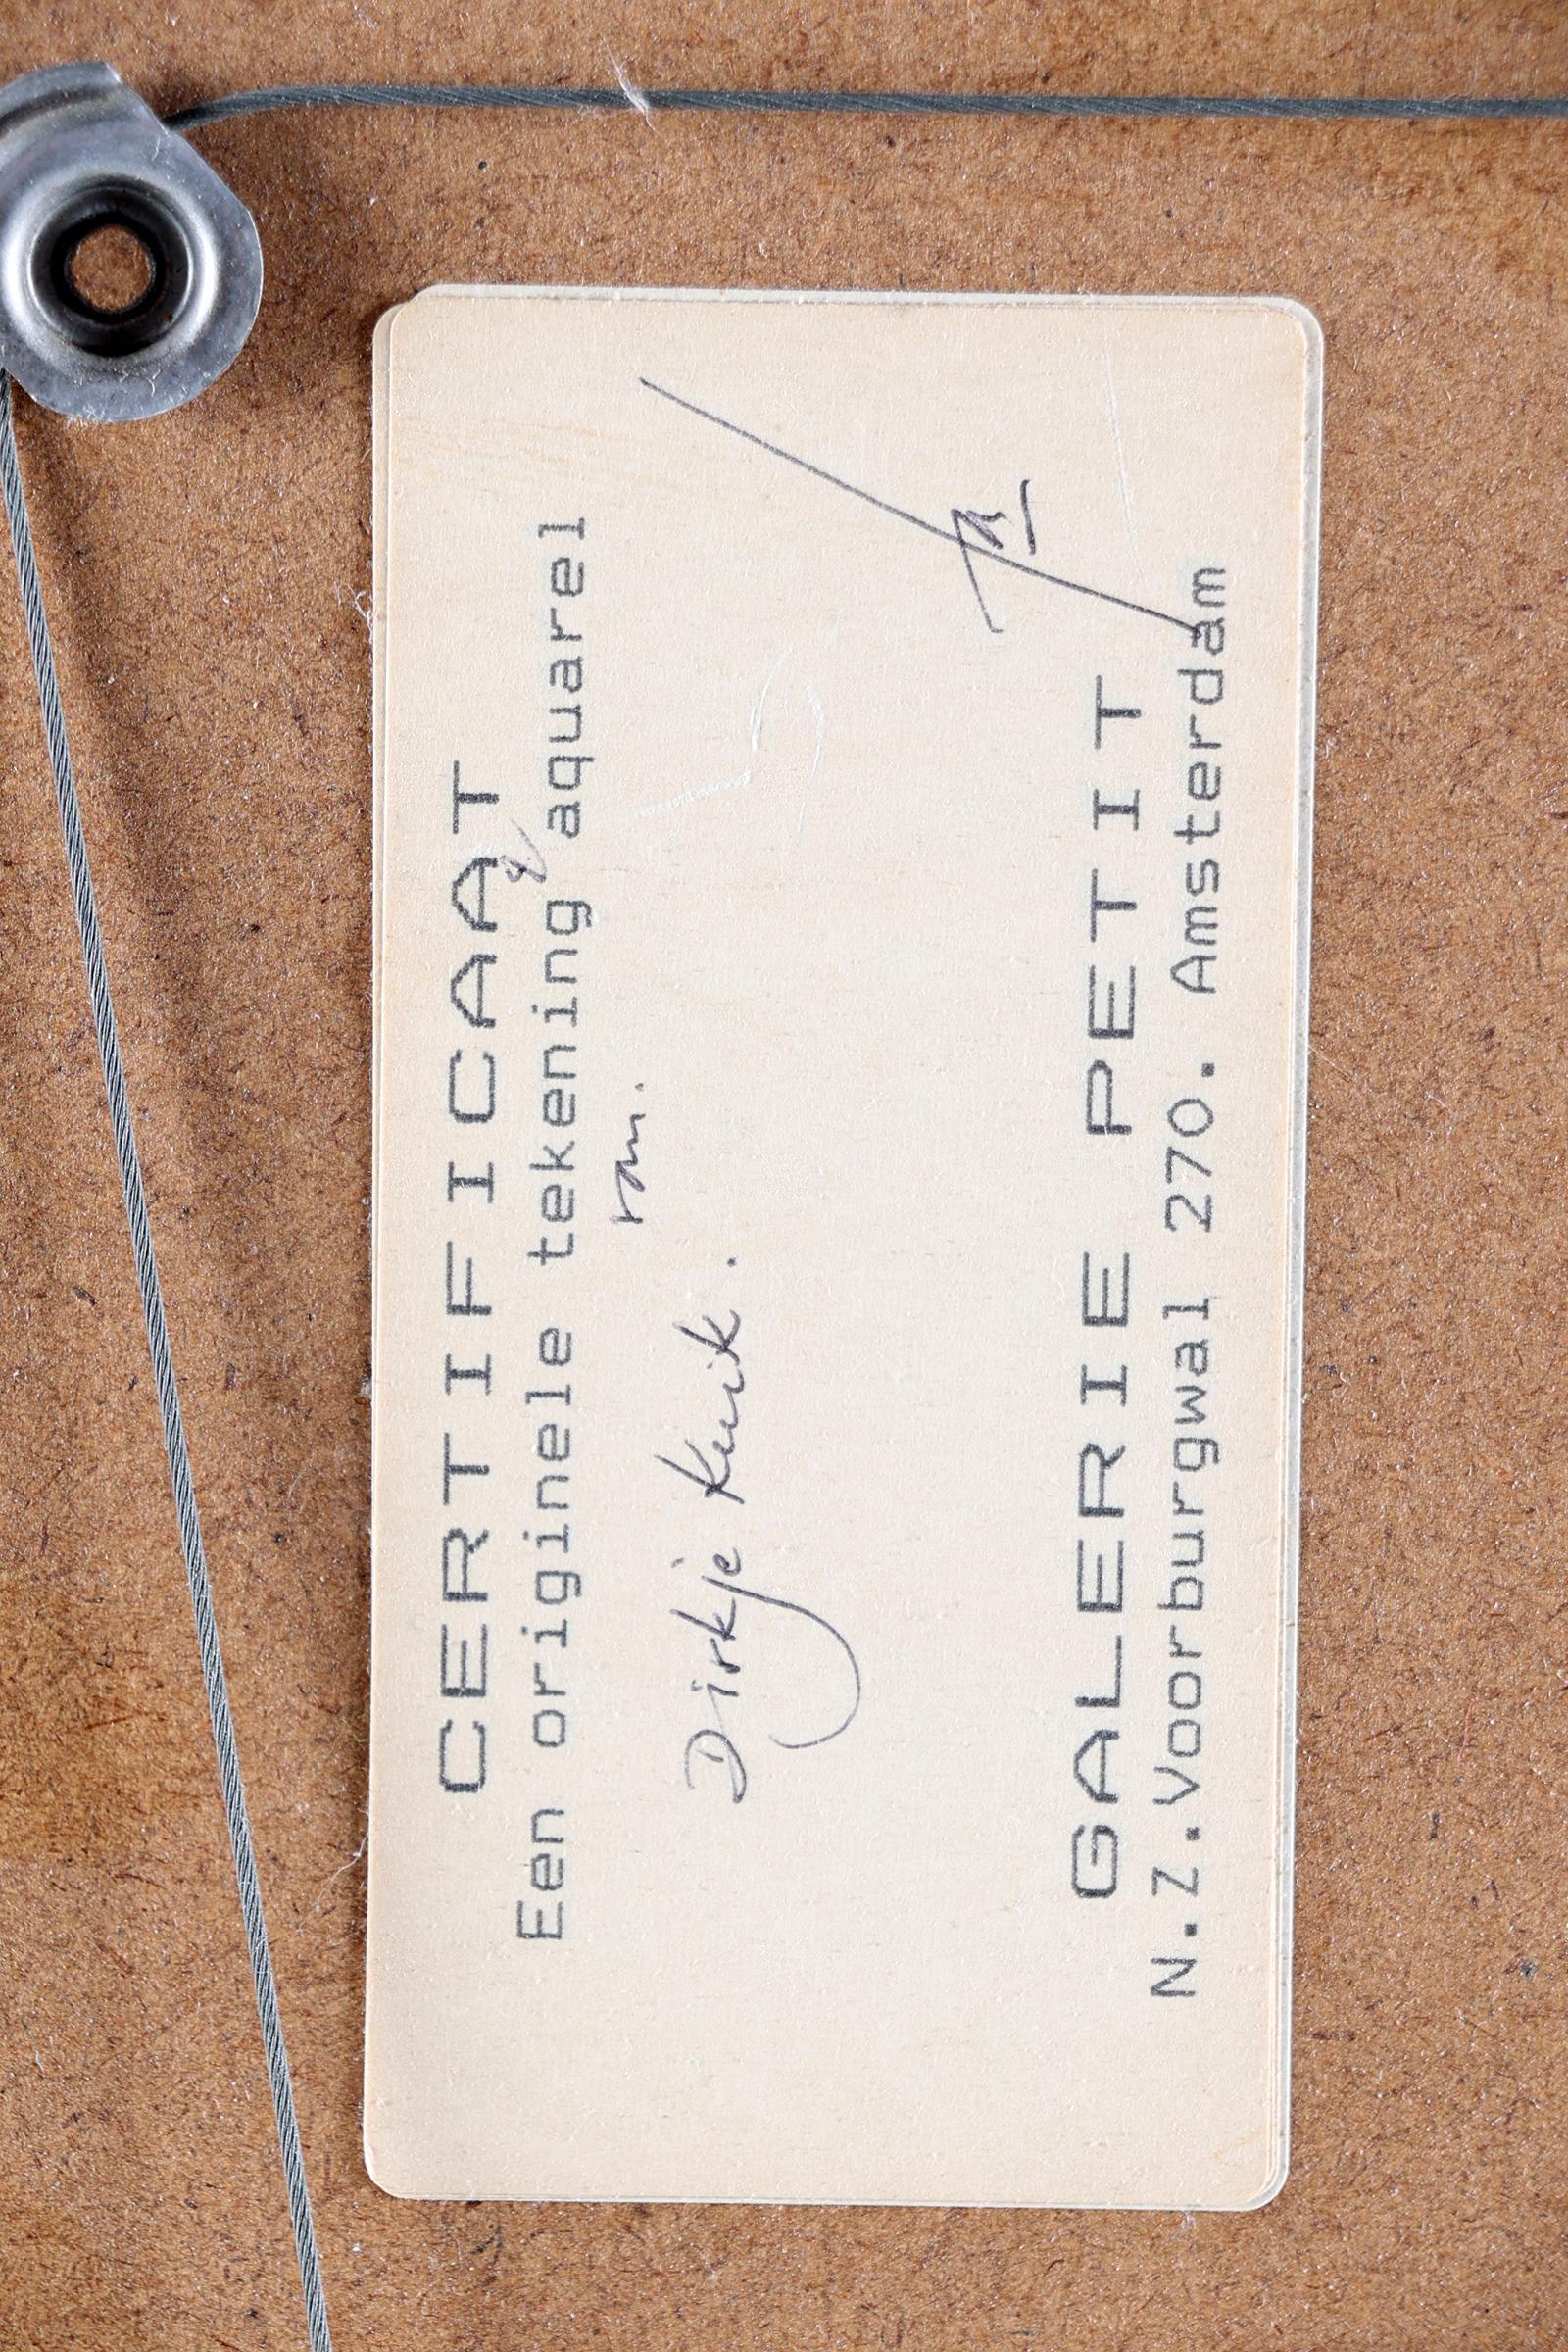 CERTIFICAAT
Een originele tekening & aquarel
van.
Dirkje Kuik.
GALERIE PETIT
N.Z.Voorburgwal 270. Amsterdam